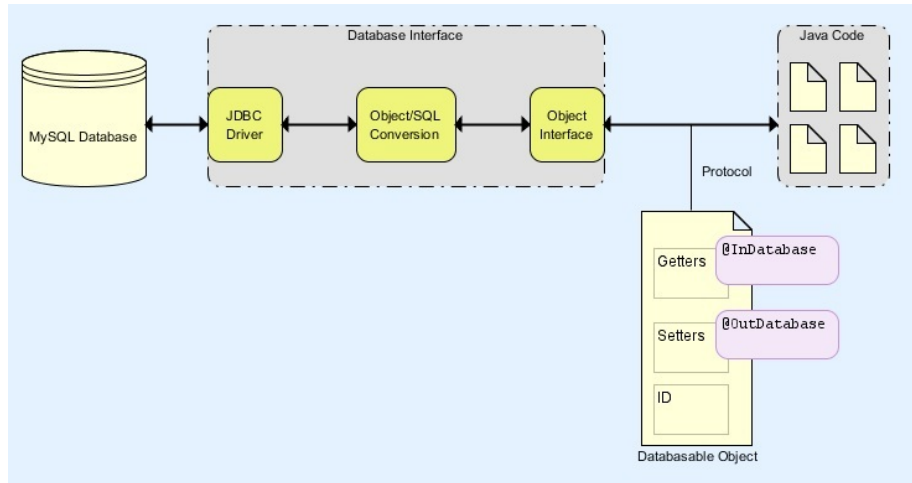 Database Interface
Java Code
MySQL Database
JDBC
Driver
Object/SQL
Conversion
Object
Interface
Protocol
Getters
@InDatabase
Setters
@OutDatabase
ID
Databasable Object